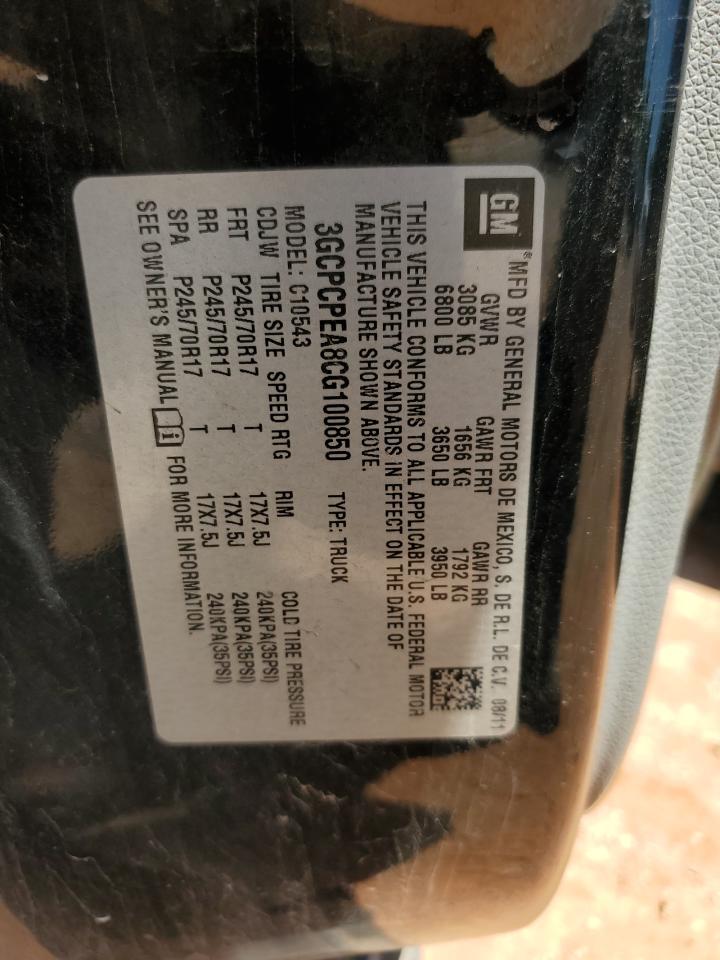 GM ®MFD BY GENERAL MOTORS DE MEXICO, S. DE R.L. DE C.V. 08/11
GVWR GAWR FRT GAWR RR
3085 KG 1656 KG 1792 KG
6800 LB 3650 LB 3950 LB
THIS VEHICLE CONFORMS TO ALL APPLICABLE U.S. FEDERAL MOTOR
VEHICLE SAFETY STANDARDS IN EFFECT ON THE DATE OF
MANUFACTURE SHOWN ABOVE.
3GCPCPEA8CG100850 TYPE: TRUCK
MODEL: C10543
CDJW TIRE SIZE SPEED RTG RIM COLD TIRE PRESSURE
FRT P245/70R17 T 17X7.5J 240KPA(35PSI)
RR P245/70R17 T 17X7.5J 240KPA(35PSI)
SPA P245/70R17 T 17X7.5J 240KPA(35PSI)
SEE OWNER'S MANUAL FOR MORE INFORMATION.